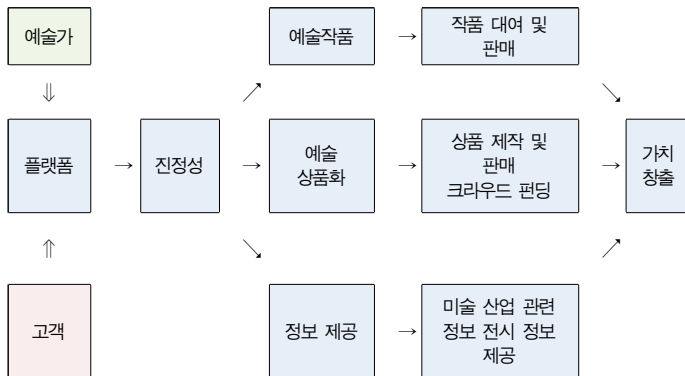 예술가
예술작품
→
작품 대여 및
판매
⇓
↗
↘
플랫폼
→
진정성
→
예술
상품화
→
상품 제작 및
판매
크라우드 펀딩
→
가치
창출
⇑
↘
↗
고객
정보 제공
→
미술 산업 관련
정보 전시 정보
제공